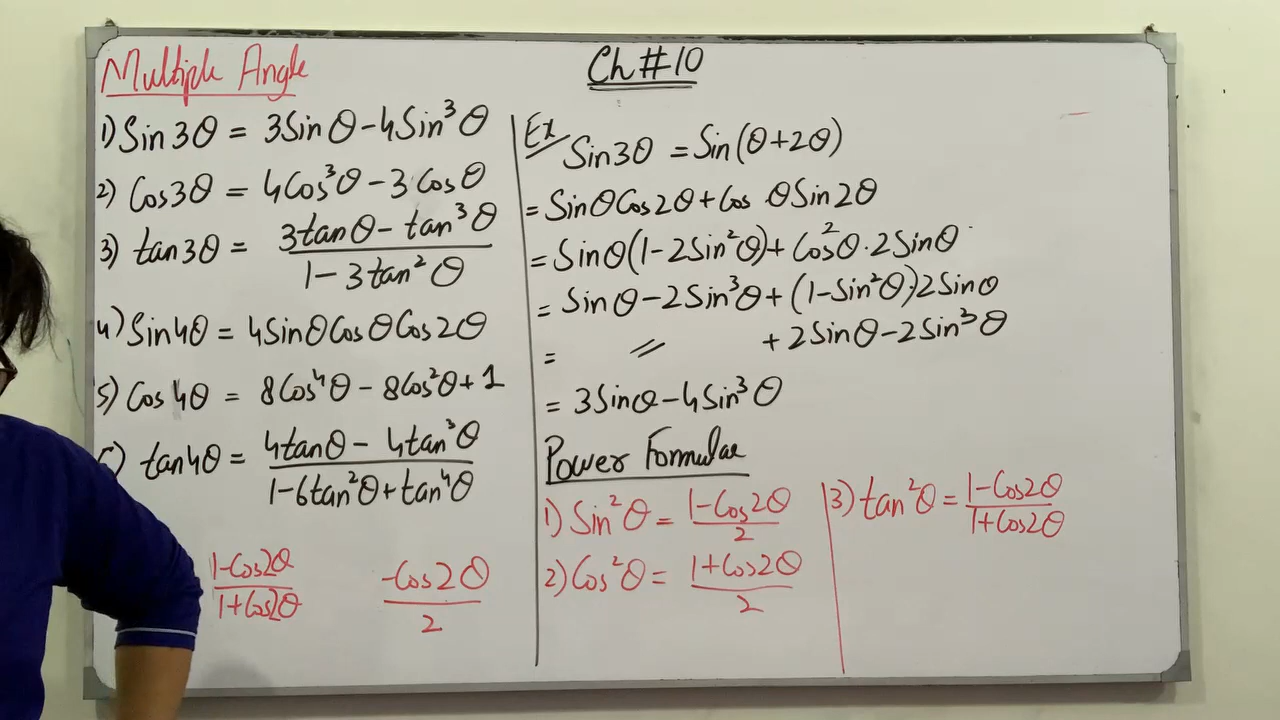 Multiple Angle
Ch#10
1) Sin3θ = 3Sinθ-4Sin³θ
2) Cos3θ = 4Cos³θ-3Cosθ
3) tan3θ = (3tanθ-tan³θ)/(1-3tan²θ)
4) Sin4θ = 4SinθCosθCos2θ
5) Cos4θ = 8Cos⁴θ-8Cos²θ+1
tan4θ = (4tanθ-4tan³θ)/(1-6tan²θ+tan⁴θ)
(1-Cos2θ)/(1+Cos2θ)
-Cos2θ/2
Ex Sin3θ = Sin(θ+2θ)
= SinθCos2θ+Cos θSin2θ
= Sinθ(1-2Sin²θ)+Cos²θ·2Sinθ
= Sinθ-2Sin³θ+(1-Sin²θ)2Sinθ
= // +2Sinθ-2Sin³θ
= 3Sinθ-4Sin³θ
Power Formulae
1) Sin²θ = (1-Cos2θ)/2
2) Cos²θ = (1+Cos2θ)/2
3) tan²θ = (1-Cos2θ)/(1+Cos2θ)